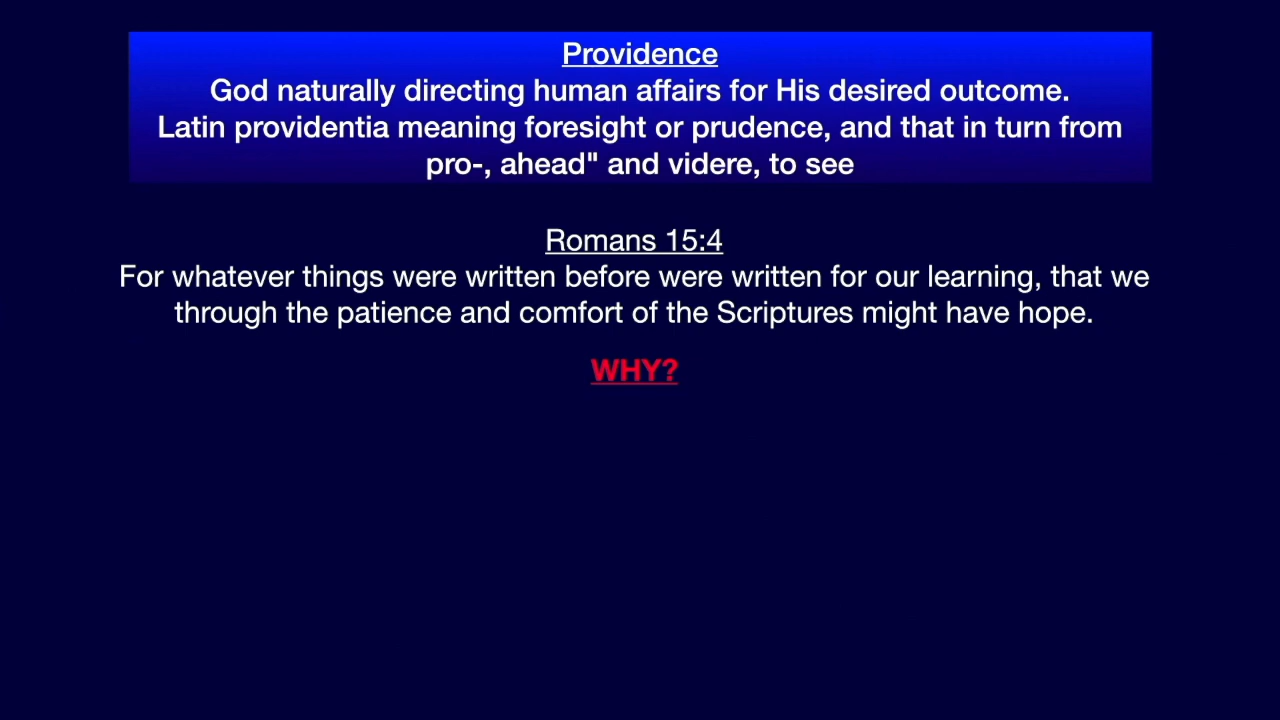 Providence
God naturally directing human affairs for His desired outcome.
Latin providentia meaning foresight or prudence, and that in turn from
pro-, ahead" and videre, to see
Romans 15:4
For whatever things were written before were written for our learning, that we
through the patience and comfort of the Scriptures might have hope.
WHY?